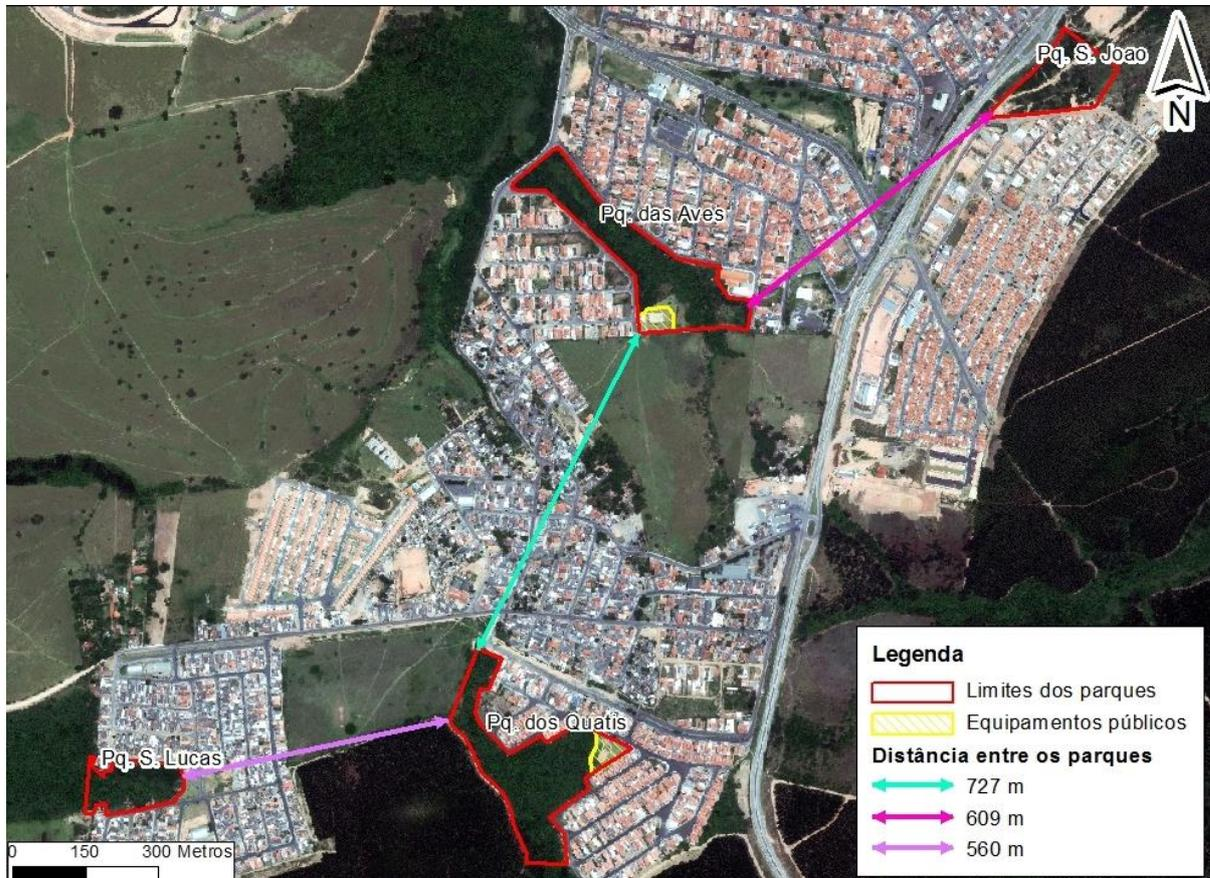 Pq. S. Joao
N
Pq. das Aves
Pq. dos Quatis
Pq. S. Lucas
Legenda
Limites dos parques
Equipamentos públicos
Distância entre os parques
727 m
609 m
560 m
0 150 300 Metros